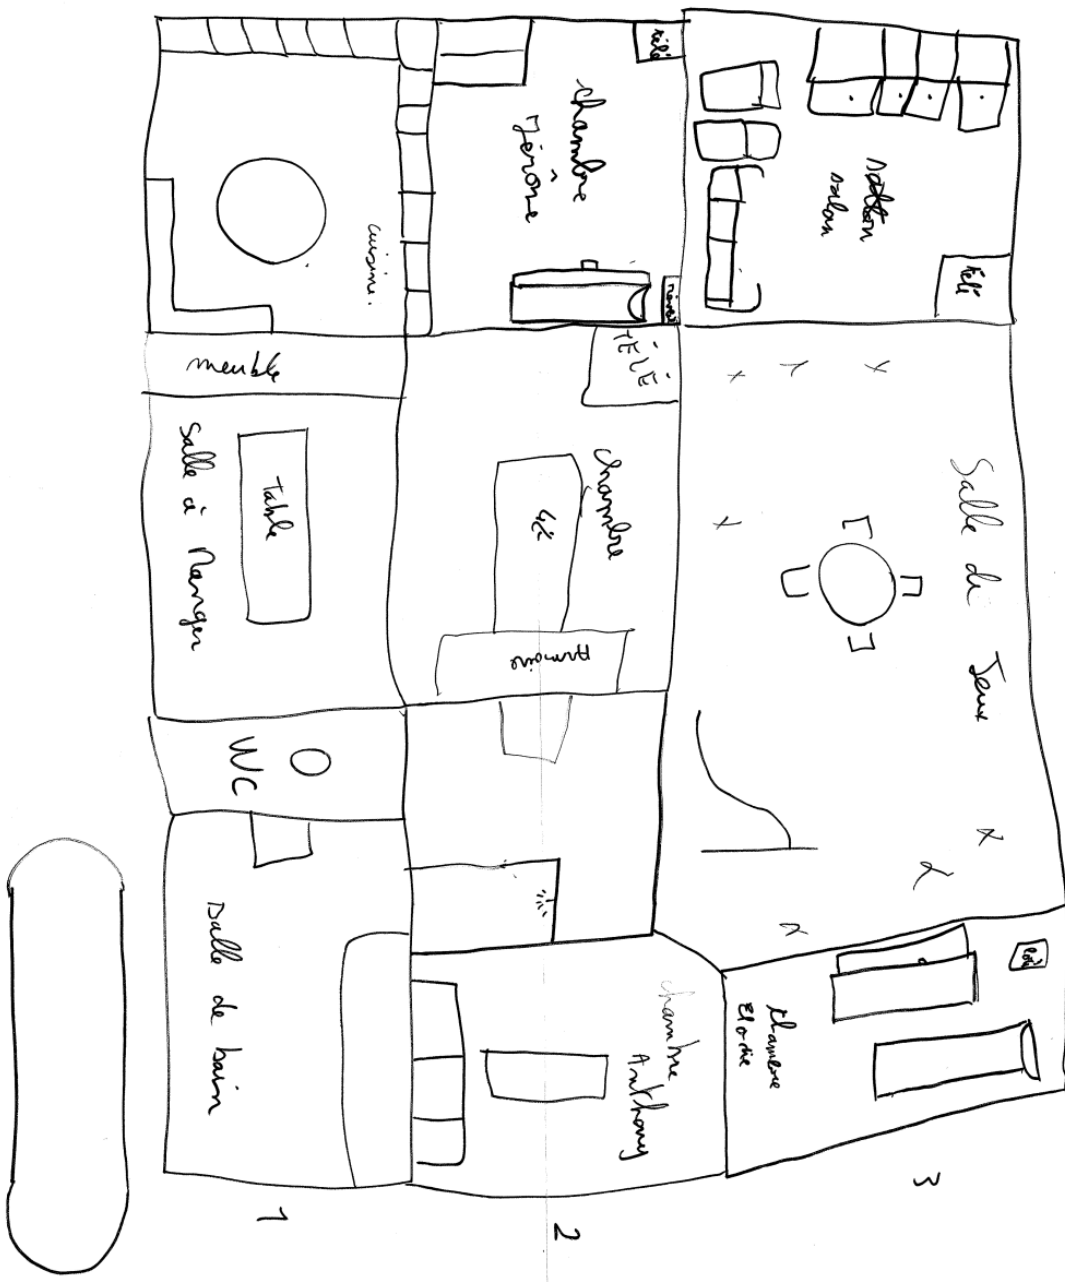 télé
salon
télé
chambre
Jérôme
cuisine.
TÉLÉ
meuble
Salle de Jeux
chambre
Table
Salle à Manger
armoire
WC
chambre
Elodie
chambre
Anthony
Salle de bain
3
2
1